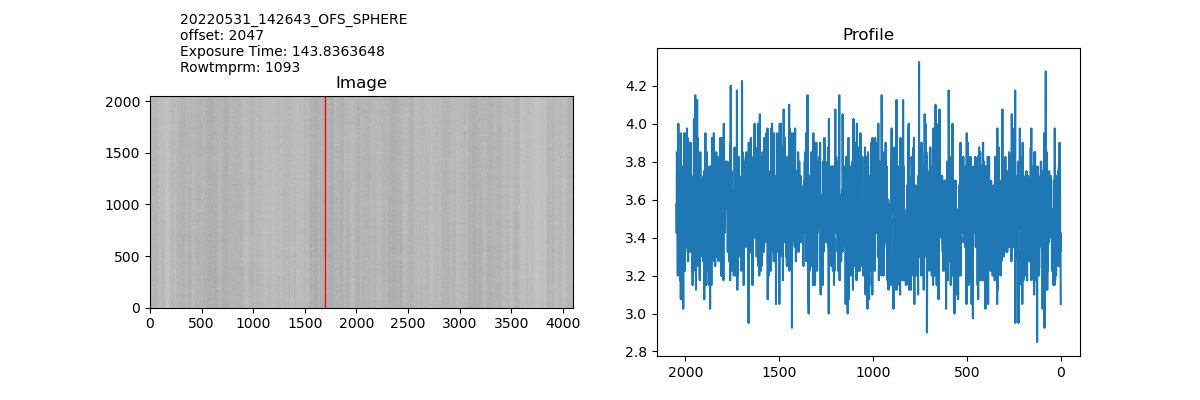 20220531_142643_OFS_SPHERE
offset: 2047
Exposure Time: 143.8363648
Rowtmprm: 1093
Image
2000
1500
1000
500
0
0 500 1000 1500 2000 2500 3000 3500 4000
Profile
4.2
4.0
3.8
3.6
3.4
3.2
3.0
2.8
2000 1500 1000 500 0